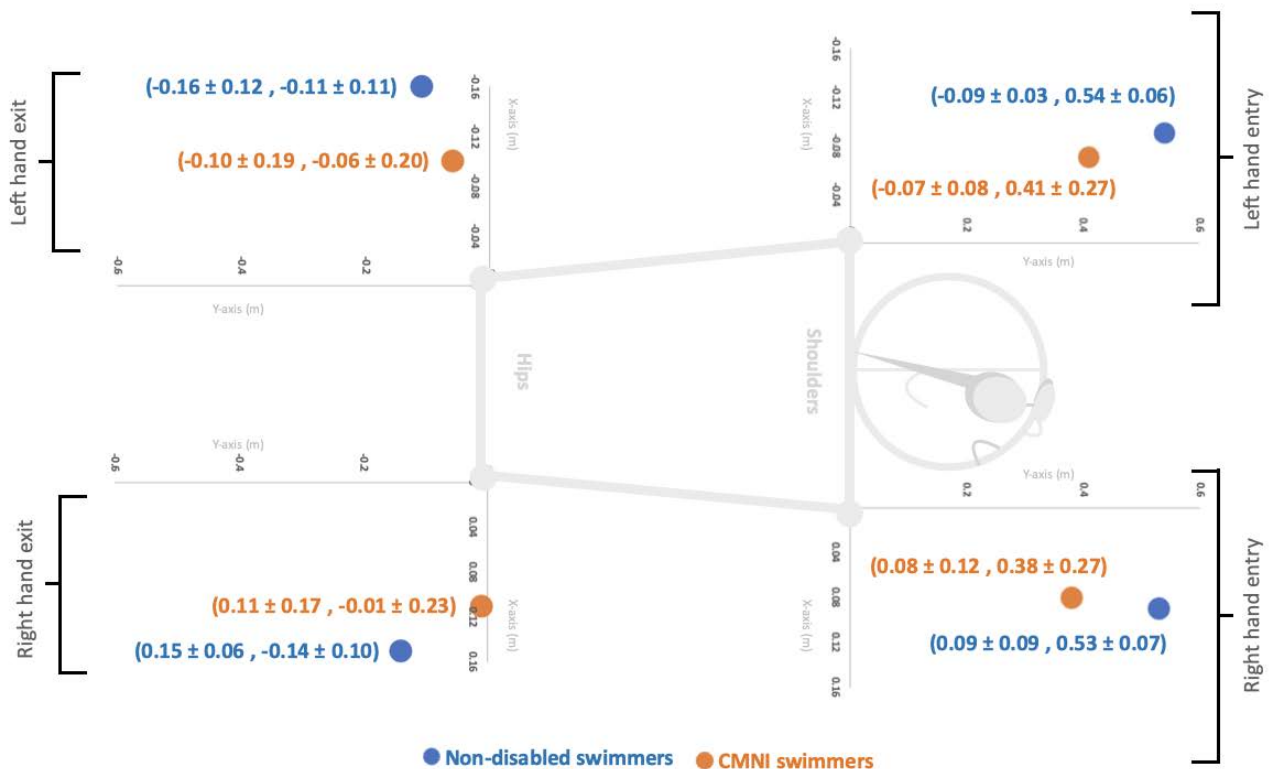 Left hand exit
(-0.16 ± 0.12 , -0.11 ± 0.11)
(-0.10 ± 0.19 , -0.06 ± 0.20)
-0.16
-0.12
-0.08
-0.04
X-axis (m)
-0.6
-0.4
-0.2
Y-axis (m)
-0.16
-0.12
-0.08
-0.04
X-axis (m)
(-0.09 ± 0.03 , 0.54 ± 0.06)
(-0.07 ± 0.08 , 0.41 ± 0.27)
0.2
0.4
0.6
Y-axis (m)
Left hand entry
Hips
Shoulders
Right hand exit
Y-axis (m)
-0.6
-0.4
-0.2
0.04
0.08
0.12
0.16
X-axis (m)
(0.11 ± 0.17 , -0.01 ± 0.23)
(0.15 ± 0.06 , -0.14 ± 0.10)
Y-axis (m)
0.2
0.4
0.6
0.04
0.08
0.12
0.16
X-axis (m)
(0.08 ± 0.12 , 0.38 ± 0.27)
(0.09 ± 0.09 , 0.53 ± 0.07)
Right hand entry
Non-disabled swimmers
CMNI swimmers